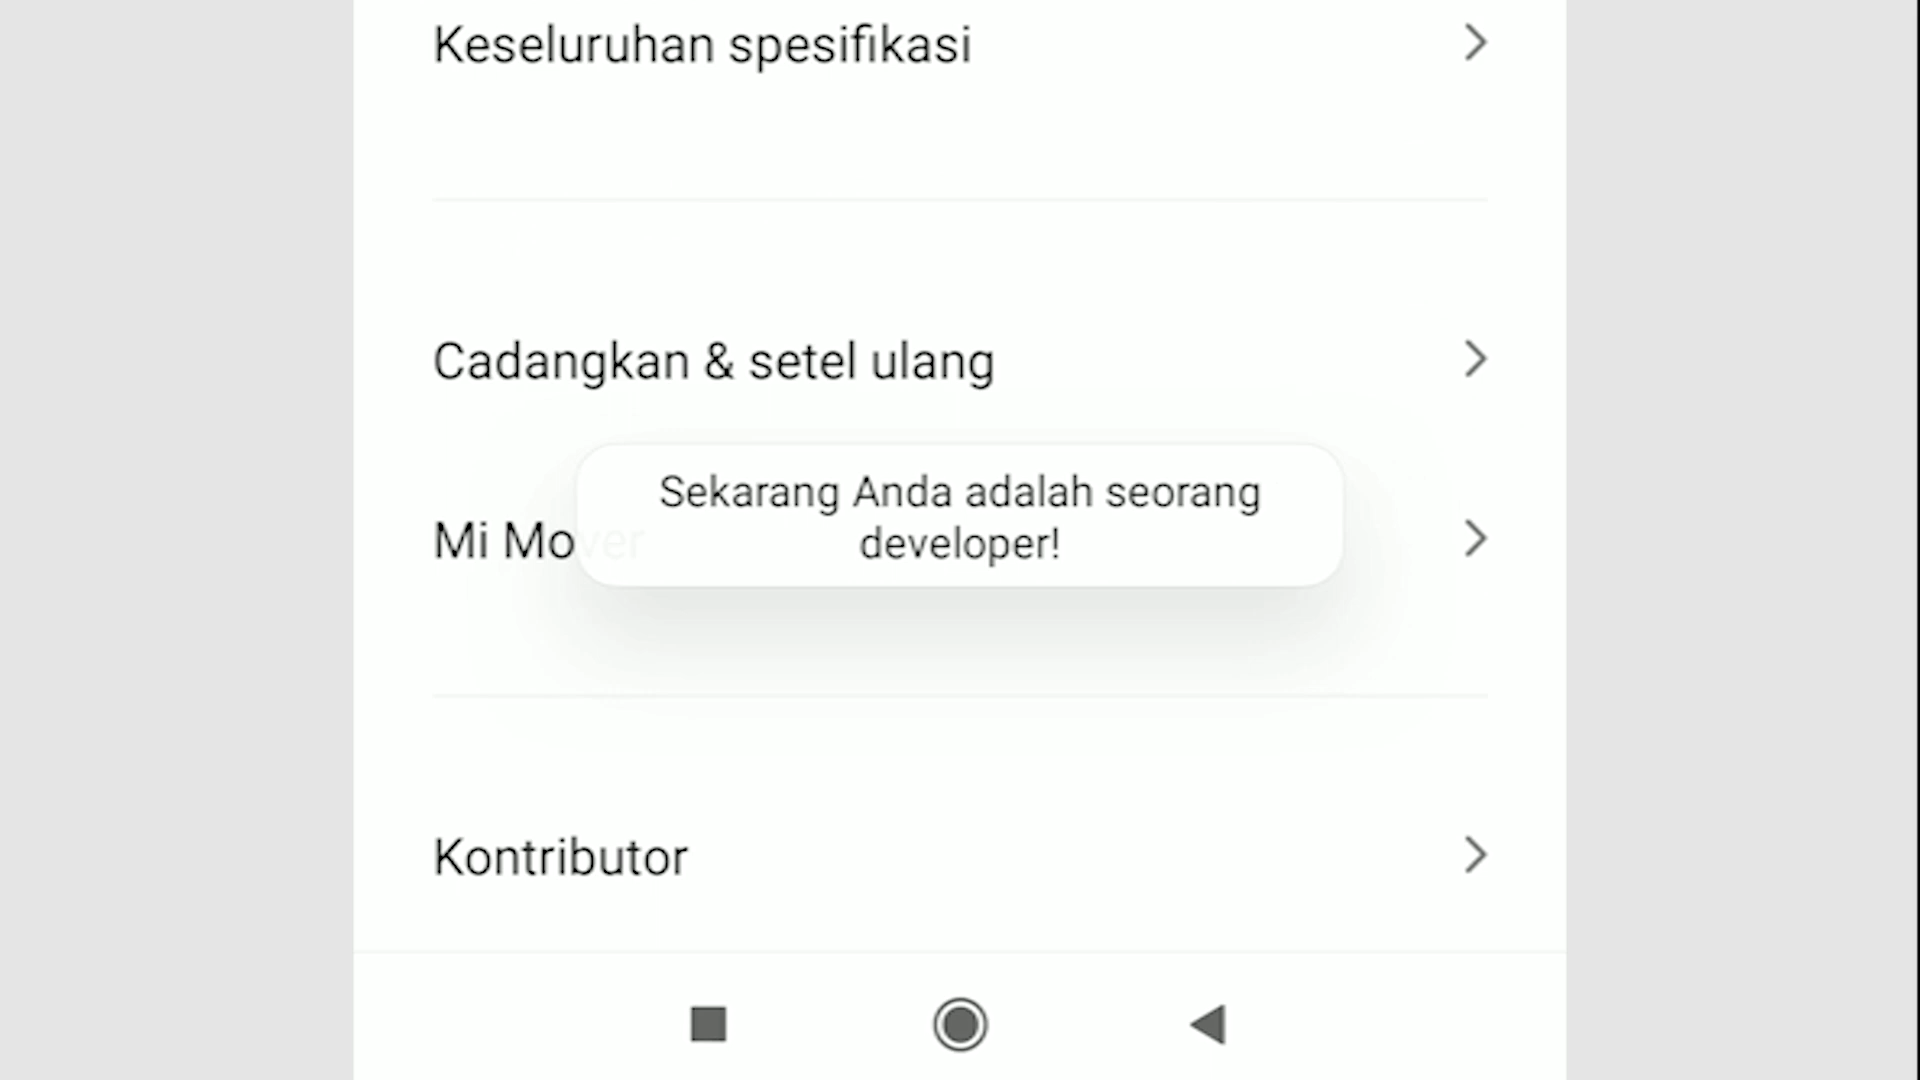 Keseluruhan spesifikasi
Cadangkan & setel ulang
Sekarang Anda adalah seorang
developer!
Mi Mover
Kontributor